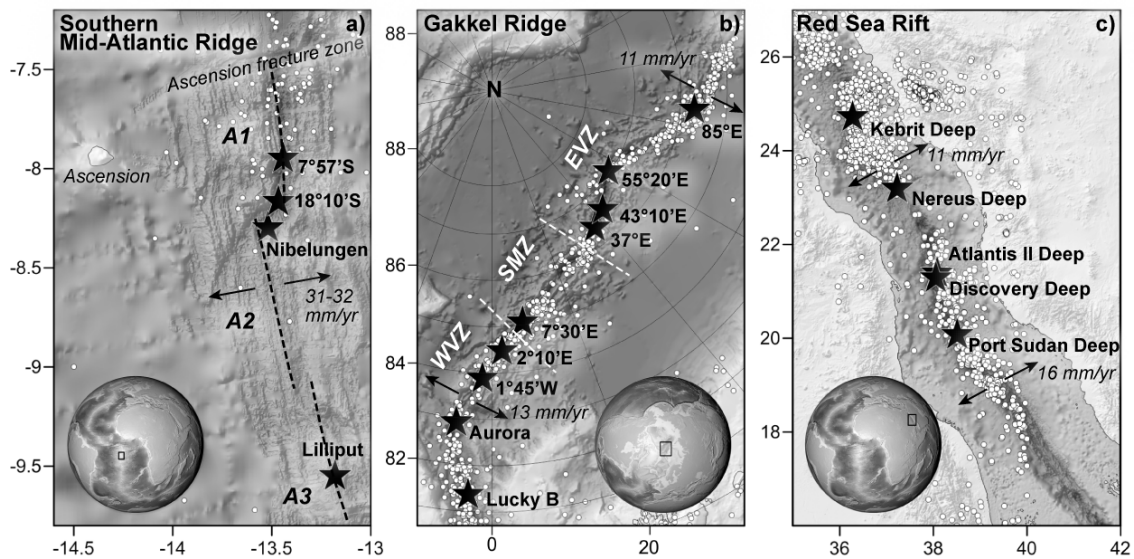 Southern
Mid-Atlantic Ridge
a)
-7.5
-8
-8.5
-9
-9.5
-14.5
-14
-13.5
-13
Ascension fracture zone
A1
Ascension
7°57'S
18°10'S
Nibelungen
31-32
mm/yr
A2
Lilliput
A3
Gakkel Ridge
b)
88
88
86
84
82
0
20
N
11 mm/yr
85°E
EVZ
55°20'E
43°10'E
37°E
SMZ
7°30'E
WVZ
2°10'E
1°45'W
13 mm/yr
Aurora
Lucky B
Red Sea Rift
c)
26
24
22
20
18
36
38
40
42
Kebrit Deep
11 mm/yr
Nereus Deep
Atlantis II Deep
Discovery Deep
Port Sudan Deep
16 mm/yr